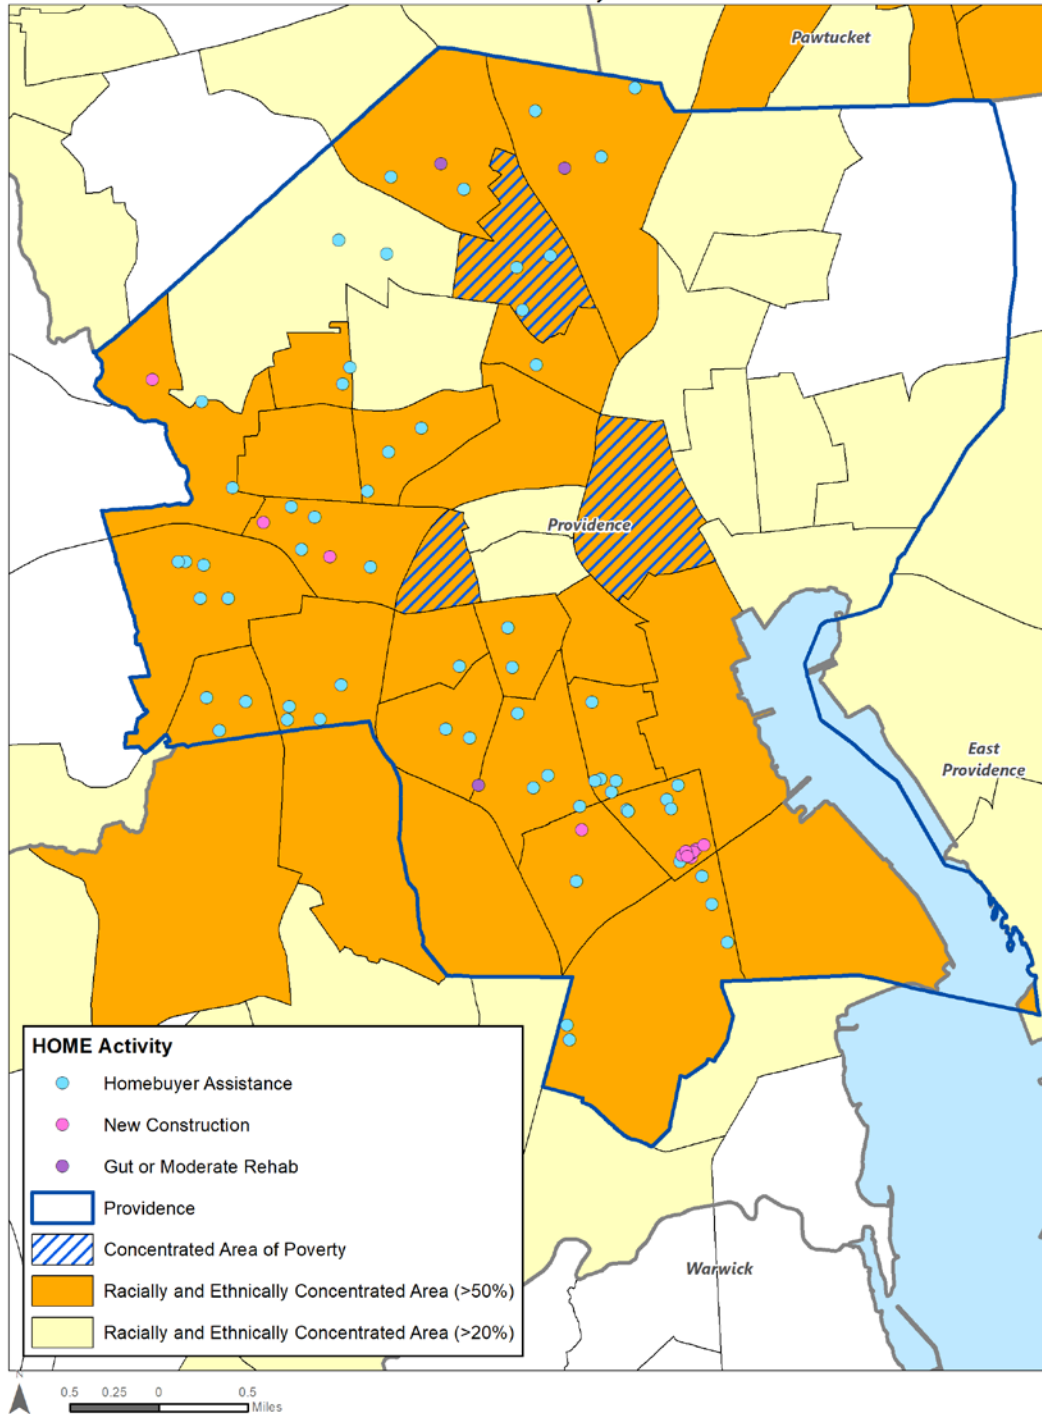 Pawtucket
Providence
East
Providence
HOME Activity
Homebuyer Assistance
New Construction
Gut or Moderate Rehab
Providence
Concentrated Area of Poverty
Racially and Ethnically Concentrated Area (>50%)
Racially and Ethnically Concentrated Area (>20%)
Warwick
N
0.5 0.25 0 0.5
Miles